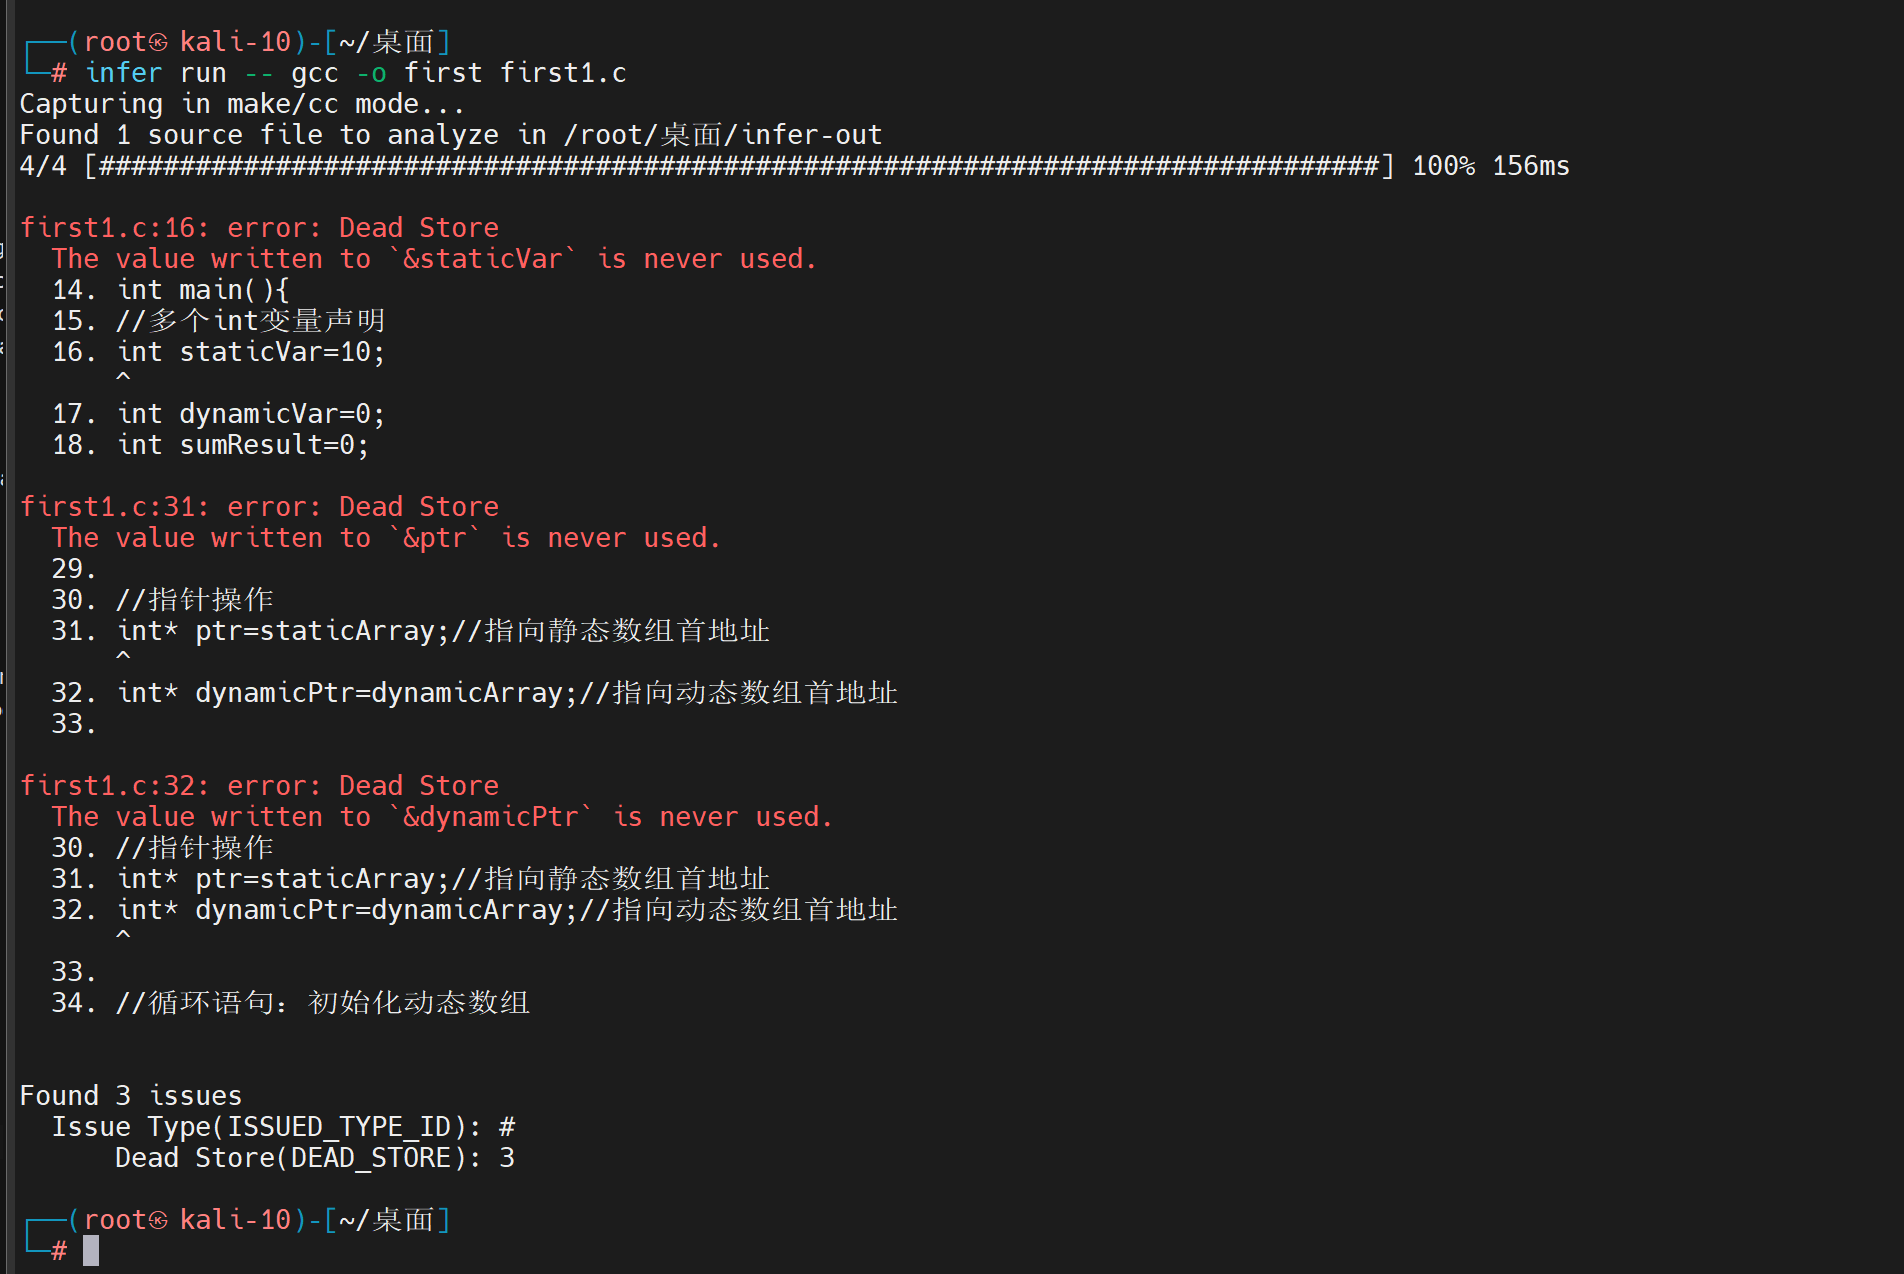 ┌──(root㉿kali-10)-[~/桌面]
└─# infer run -- gcc -o first first1.c
Capturing in make/cc mode...
Found 1 source file to analyze in /root/桌面/infer-out
4/4 [################################################################################] 100% 156ms
first1.c:16: error: Dead Store
  The value written to `&staticVar` is never used.
  14. int main(){
  15. //多个int变量声明
  16. int staticVar=10;
      ^
  17. int dynamicVar=0;
  18. int sumResult=0;
first1.c:31: error: Dead Store
  The value written to `&ptr` is never used.
  29.
  30. //指针操作
  31. int* ptr=staticArray;//指向静态数组首地址
      ^
  32. int* dynamicPtr=dynamicArray;//指向动态数组首地址
  33.
first1.c:32: error: Dead Store
  The value written to `&dynamicPtr` is never used.
  30. //指针操作
  31. int* ptr=staticArray;//指向静态数组首地址
  32. int* dynamicPtr=dynamicArray;//指向动态数组首地址
      ^
  33.
  34. //循环语句：初始化动态数组
Found 3 issues
  Issue Type(ISSUED_TYPE_ID): #
      Dead Store(DEAD_STORE): 3
┌──(root㉿kali-10)-[~/桌面]
└─#